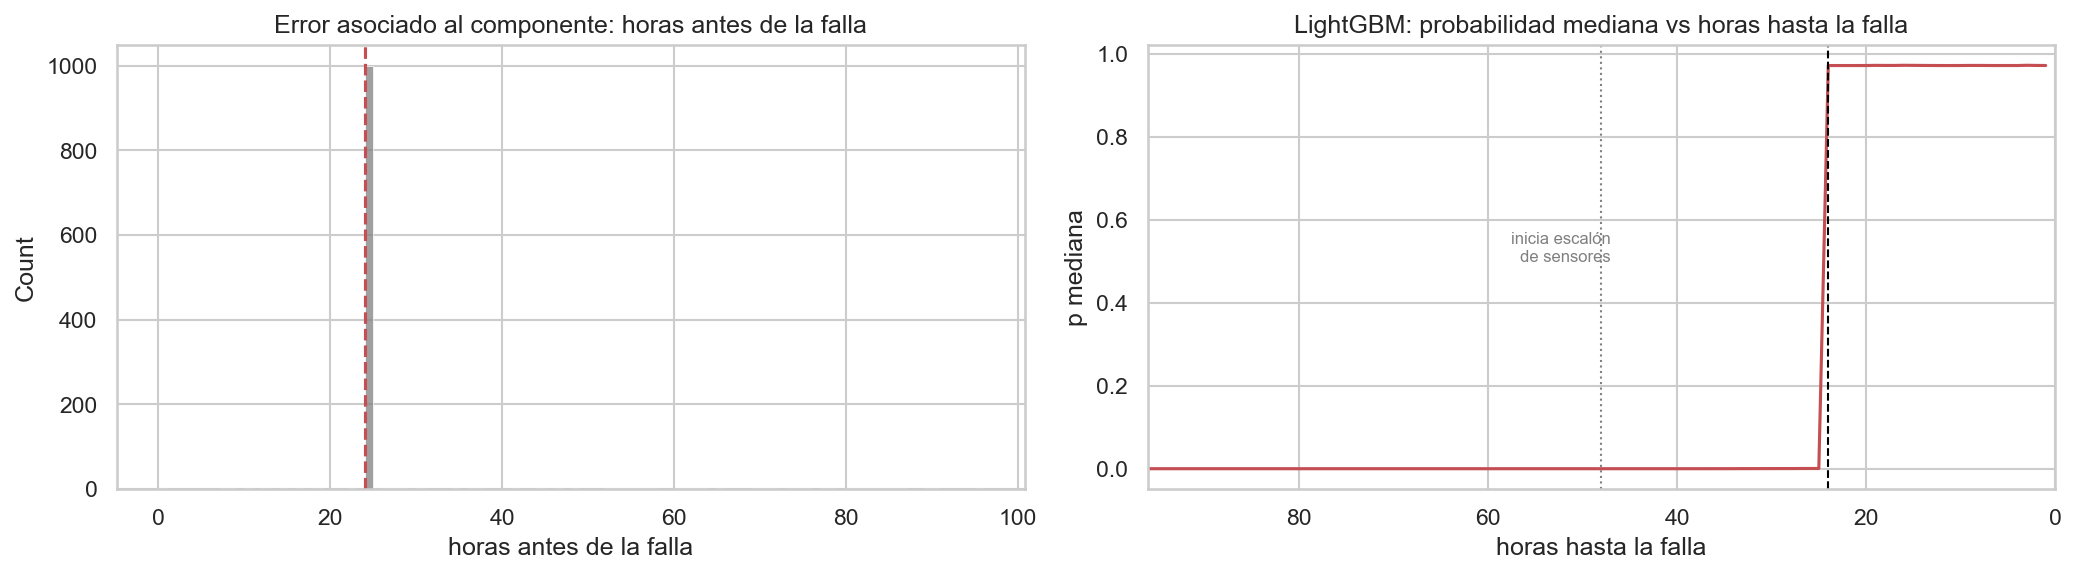 Error asociado al componente: horas antes de la falla
1000
800
600
400
200
0
Count
0 20 40 60 80 100
horas antes de la falla
LightGBM: probabilidad mediana vs horas hasta la falla
1.0
0.8
0.6
0.4
0.2
0.0
p mediana
inicia escalón
de sensores
80 60 40 20 0
horas hasta la falla